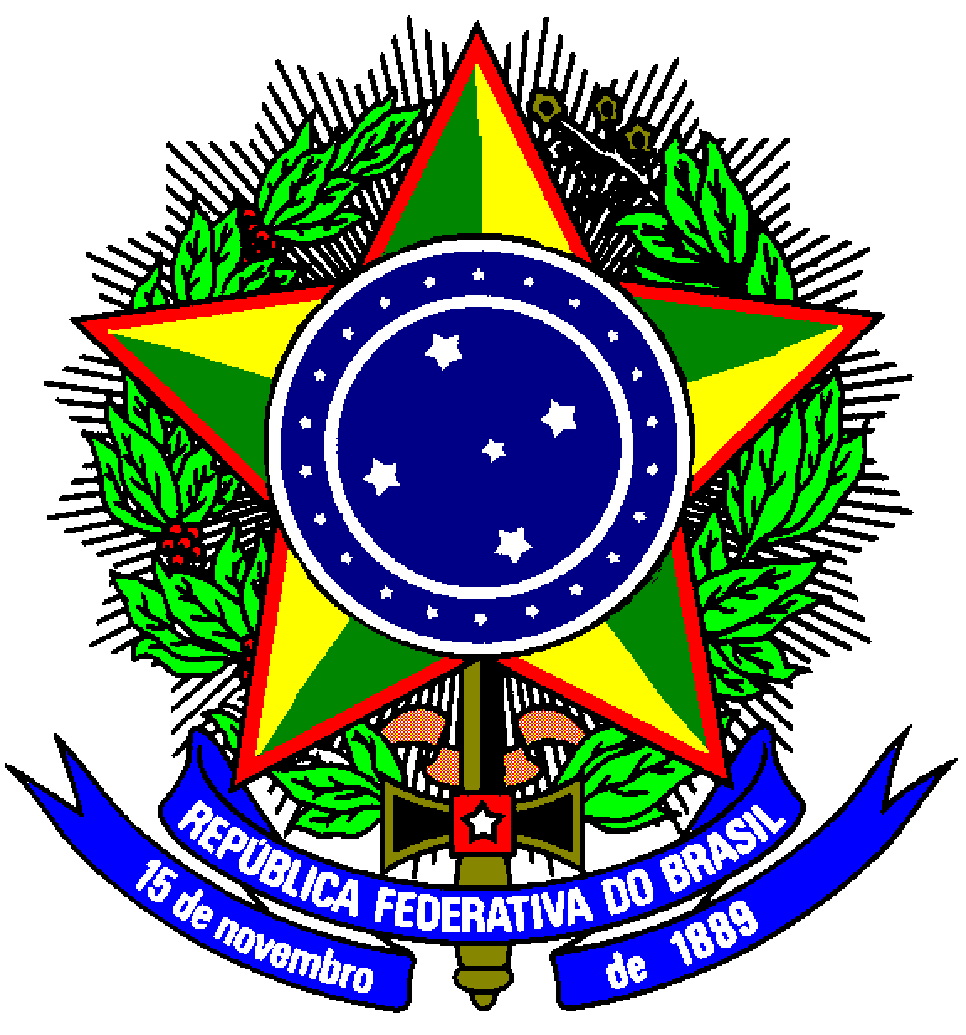 REPÚBLICA FEDERATIVA DO BRASIL
15 de novembro de 1889